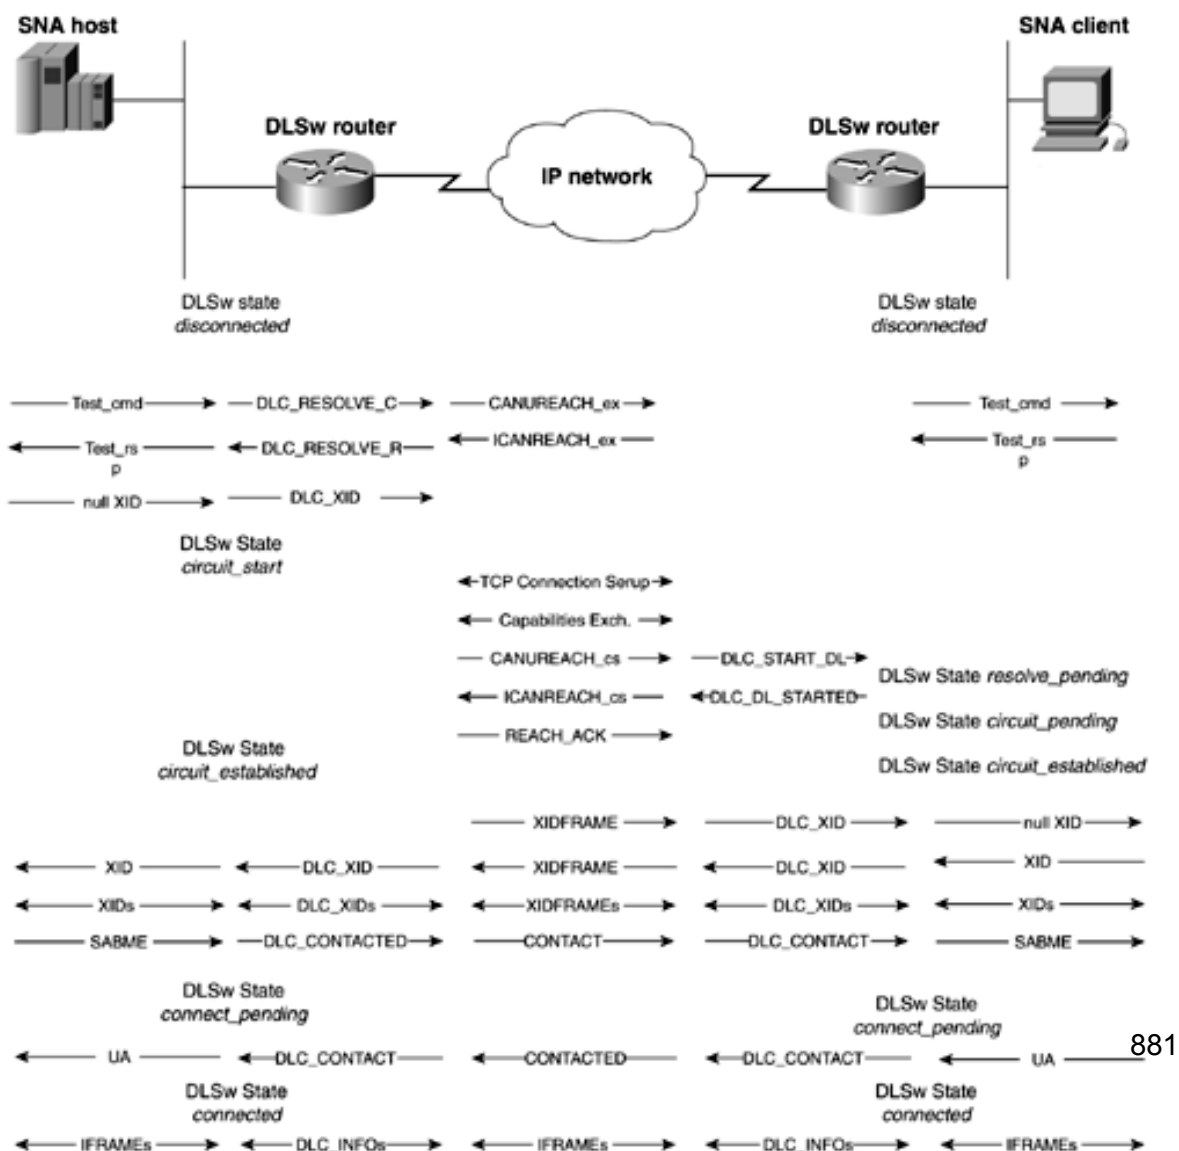 SNA host
SNA client
DLSw router
DLSw router
IP network
DLSw state
disconnected
DLSw state
disconnected
Test_cmd
DLC_RESOLVE_C
CANUREACH_ex
Test_cmd
Test_rs
p
DLC_RESOLVE_R
ICANREACH_ex
Test_rs
p
null XID
DLC_XID
DLSw State
circuit_start
TCP Connection Serup
Capabilities Exch.
CANUREACH_cs
DLC_START_DL
DLSw State resolve_pending
ICANREACH_cs
DLC_DL_STARTED
DLSw State circuit_pending
REACH_ACK
DLSw State
circuit_established
DLSw State circuit_established
XIDFRAME
DLC_XID
null XID
XID
DLC_XID
XIDFRAME
DLC_XID
XID
XIDs
DLC_XIDs
XIDFRAMEs
DLC_XIDs
XIDs
SABME
DLC_CONTACTED
CONTACT
DLC_CONTACT
SABME
DLSw State
connect_pending
DLSw State
connect_pending
881
UA
DLC_CONTACT
CONTACTED
DLC_CONTACT
UA
DLSw State
connected
DLSw State
connected
IFRAMEs
DLC_INFOs
IFRAMEs
DLC_INFOs
IFRAMEs